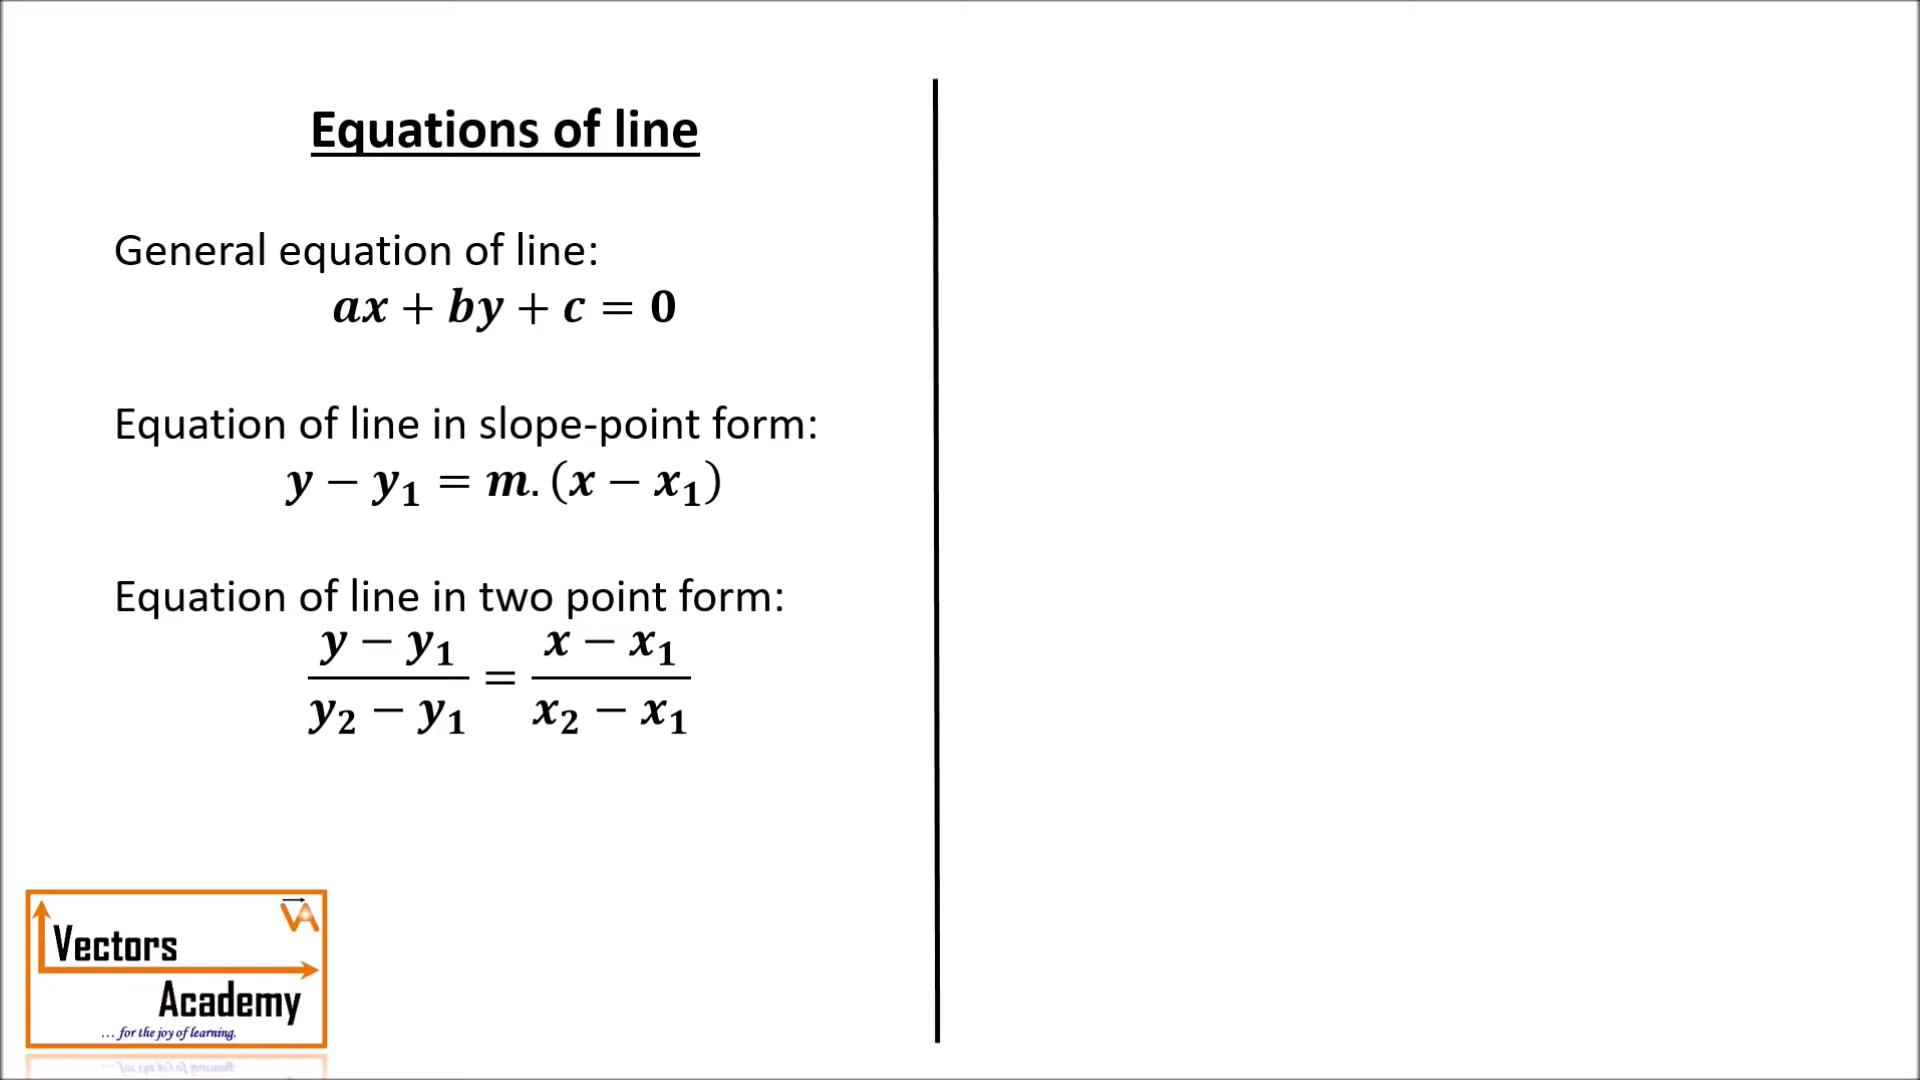 Equations of line
General equation of line:
ax + by + c = 0
Equation of line in slope-point form:
y − y₁ = m. (x − x₁)
Equation of line in two point form:
y − y₁ / y₂ − y₁ = x − x₁ / x₂ − x₁
VA
Vectors
Academy
... for the joy of learning.